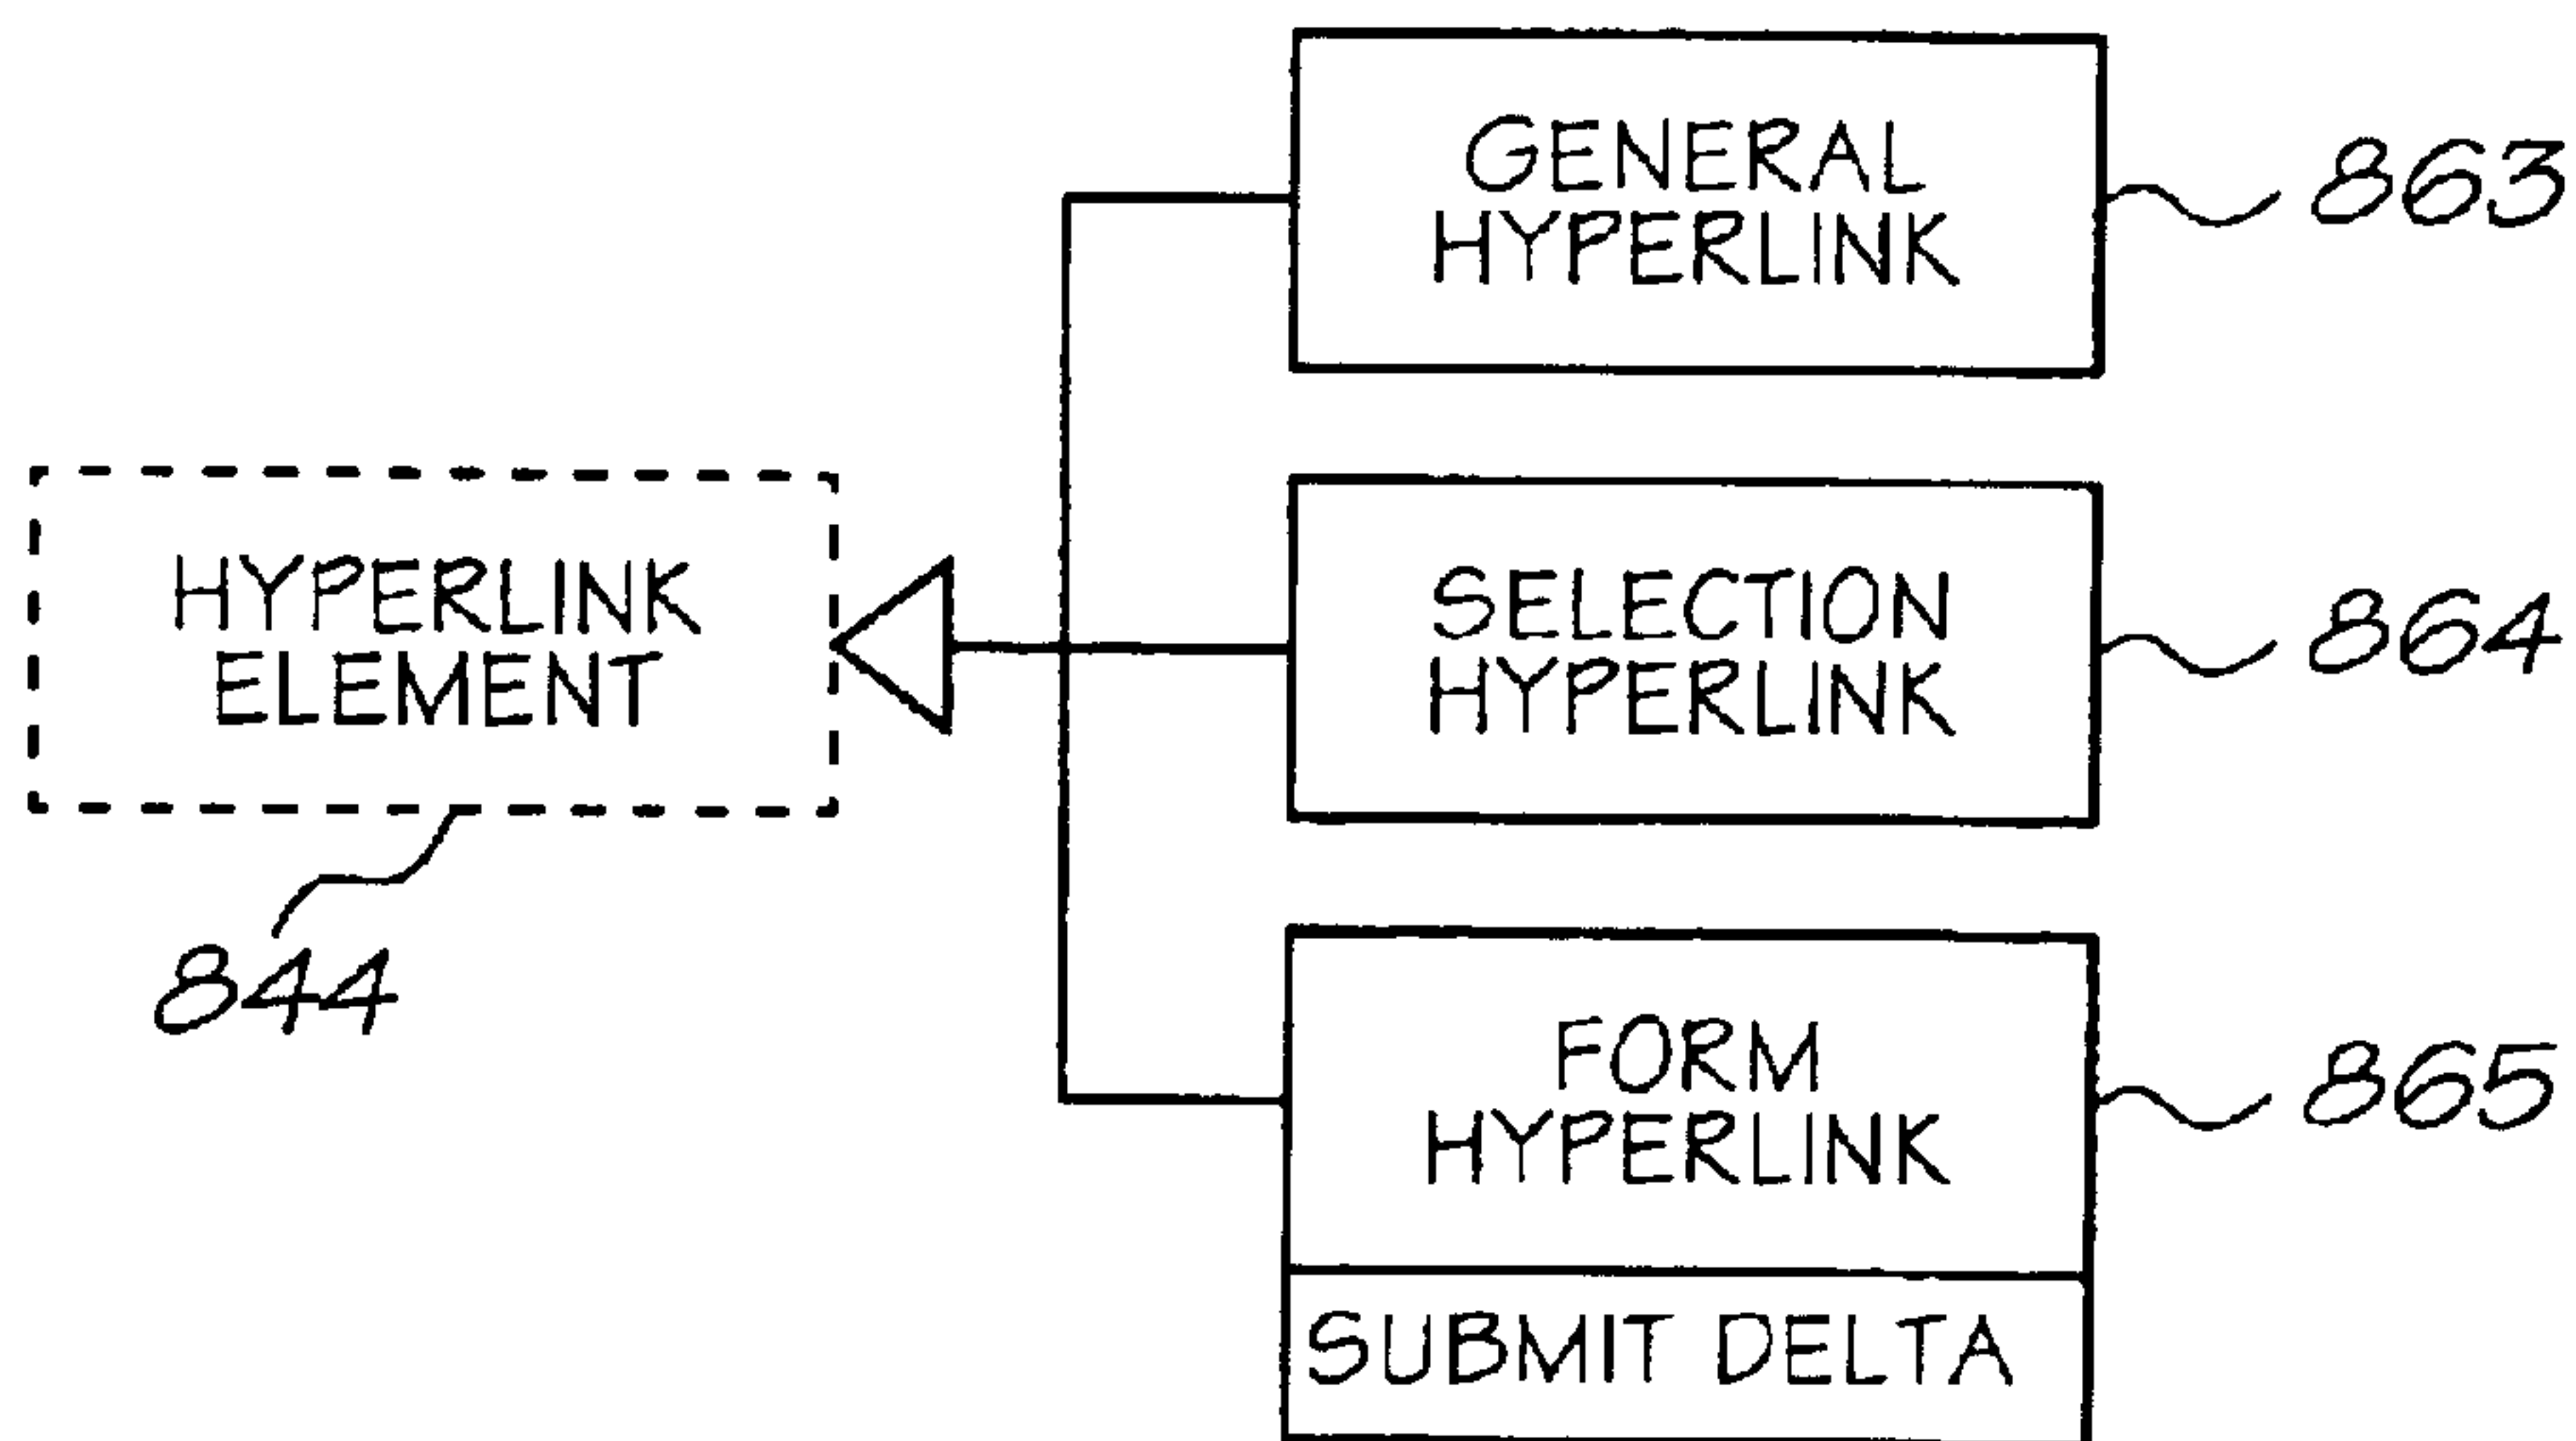 GENERAL
HYPERLINK
863
HYPERLINK
ELEMENT
844
SELECTION
HYPERLINK
864
FORM
HYPERLINK
865
SUBMIT DELTA